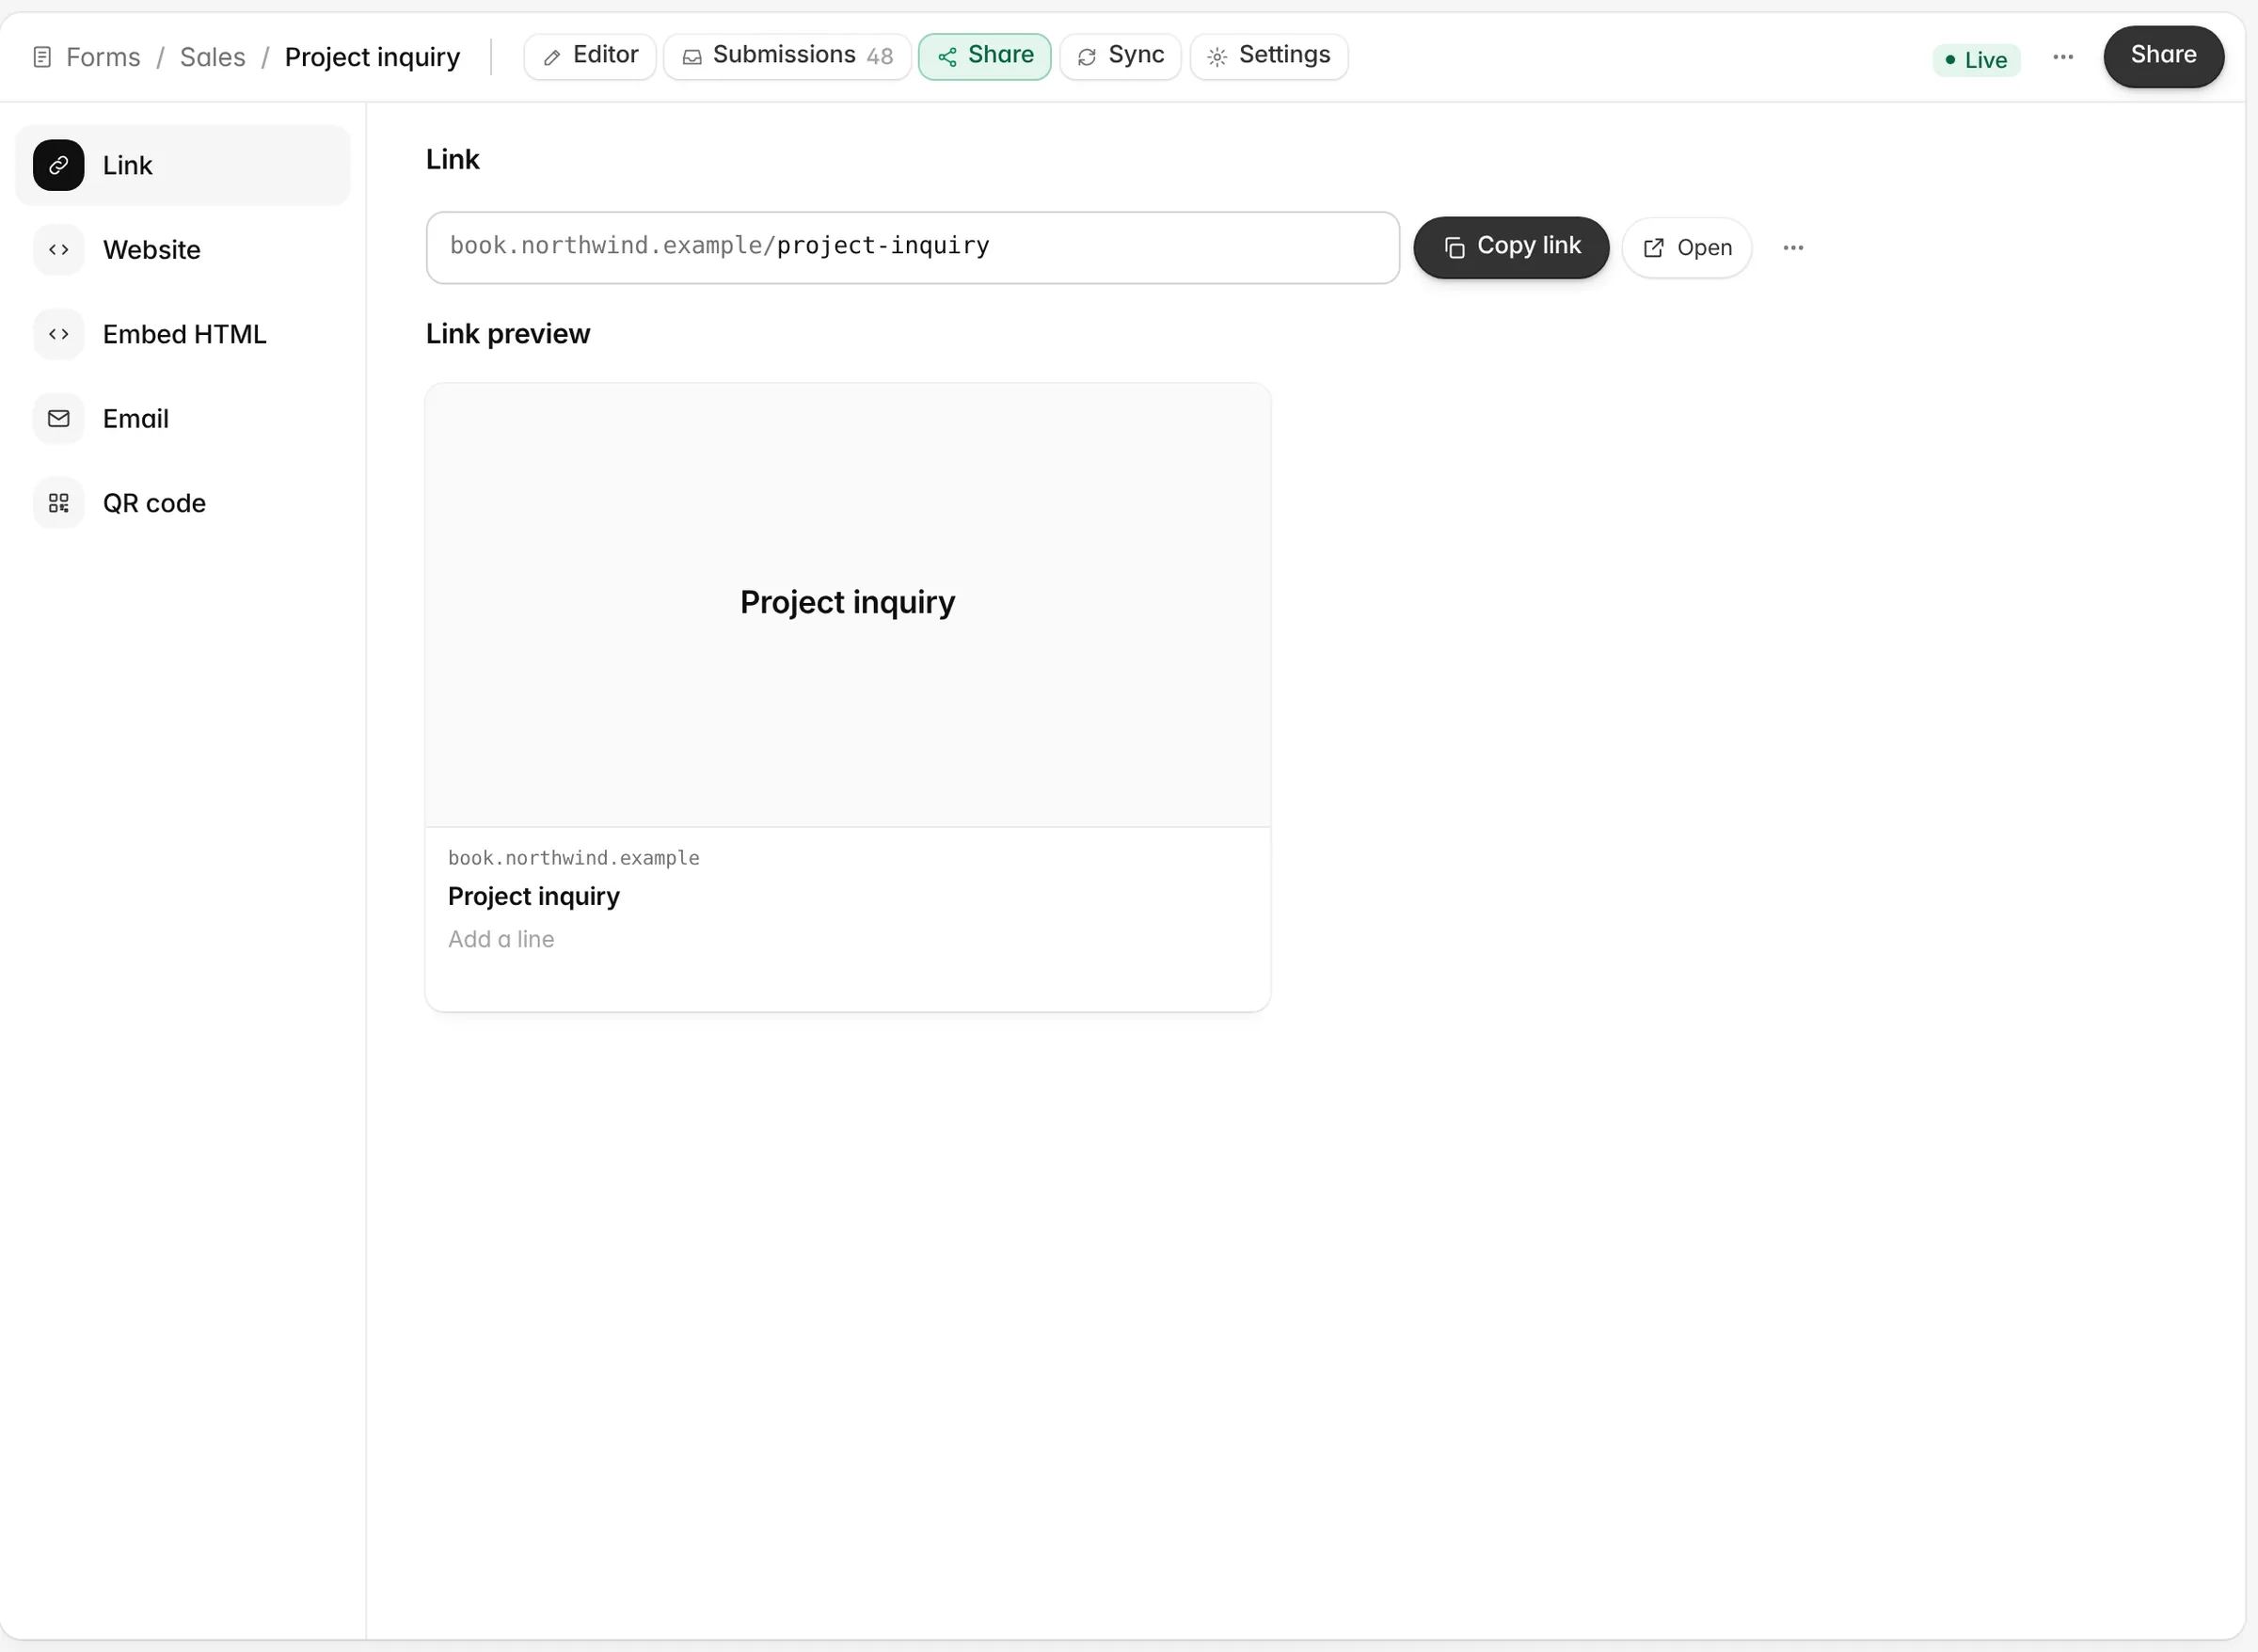 Forms / Sales / Project inquiry
Editor
Submissions 48
Share
Sync
Settings
Live
Share
Link
Website
Embed HTML
Email
QR code
Link
book.northwind.example/project-inquiry
Copy link
Open
Link preview
Project inquiry
book.northwind.example
Project inquiry
Add a line